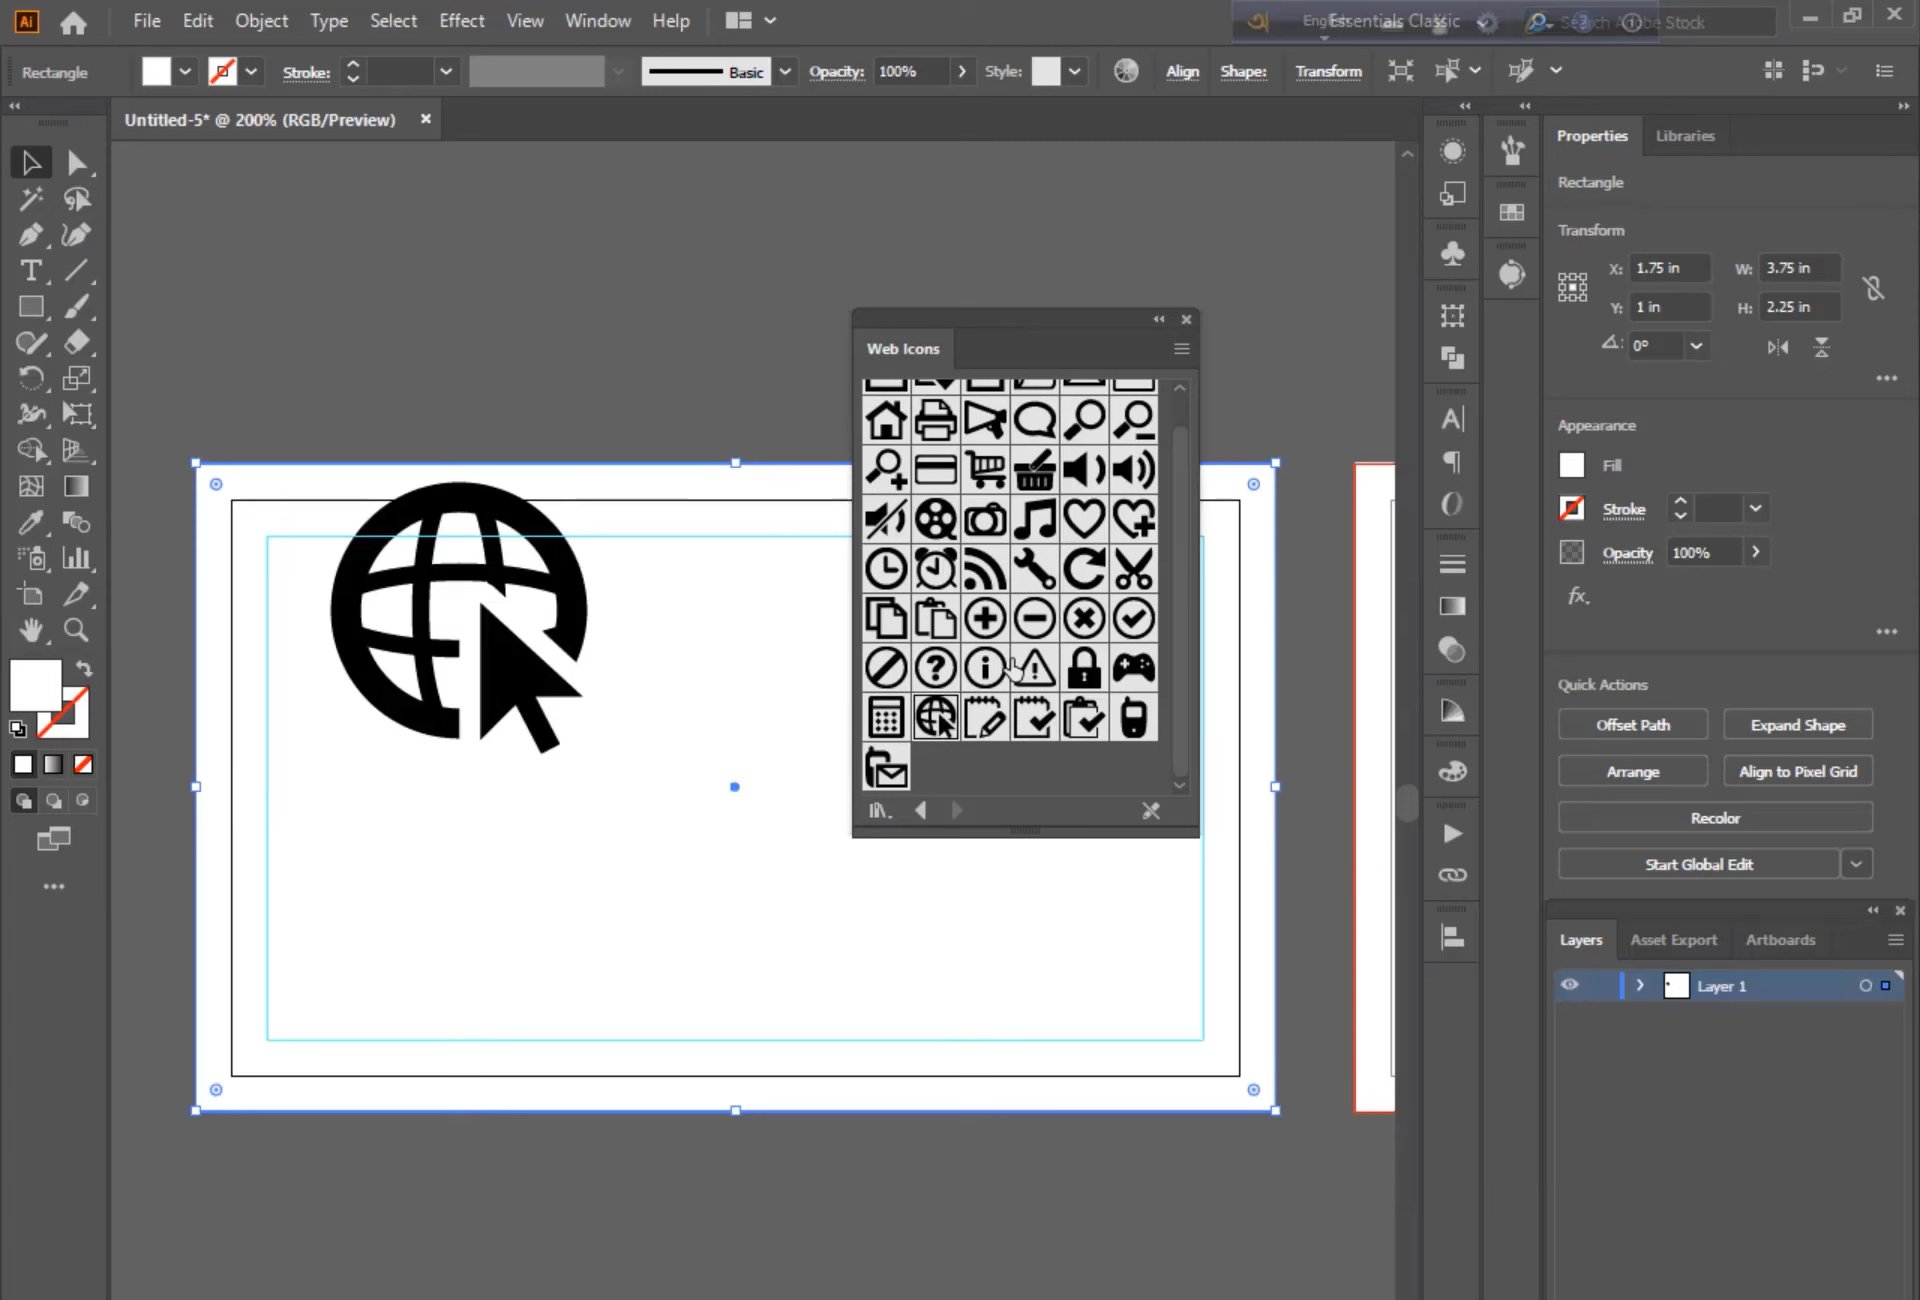 Ai File Edit Object Type Select Effect View Window Help Essentials Classic Search Adobe Stock
Rectangle Stroke: Basic Opacity: 100% Style: Align Shape: Transform
Untitled-5* @ 200% (RGB/Preview)
Properties Libraries
Rectangle
Transform
X: 1.75 in W: 3.75 in
Y: 1 in H: 2.25 in
0°
Web Icons
Appearance
Fill
Stroke
Opacity 100%
fx
Quick Actions
Offset Path Expand Shape
Arrange Align to Pixel Grid
Recolor
Start Global Edit
Layers Asset Export Artboards
Layer 1